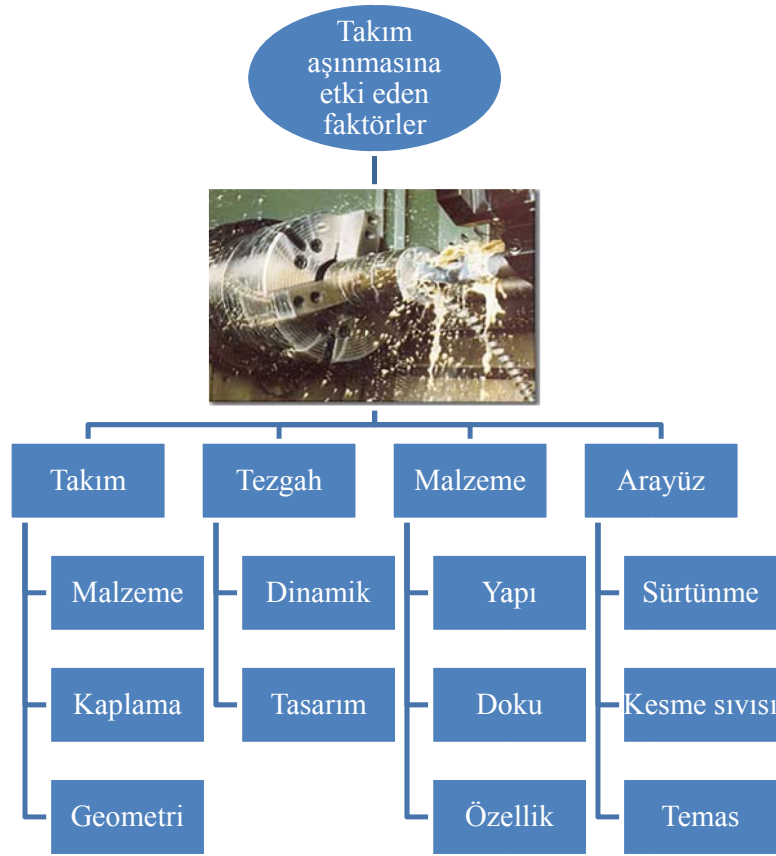 Takım
aşınmasına
etki eden
faktörler
Takım
Tezgah
Malzeme
Arayüz
Malzeme
Dinamik
Yapı
Sürtünme
Kaplama
Tasarım
Doku
Kesme sıvısı
Geometri
Özellik
Temas